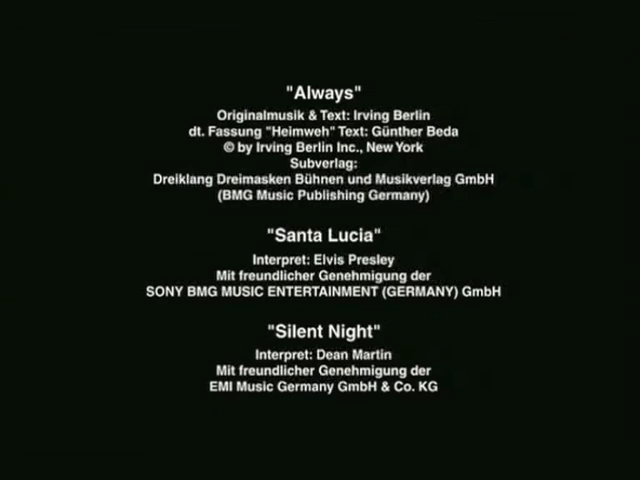 "Always"
Originalmusik & Text: Irving Berlin
dt. Fassung "Heimweh" Text: Günther Beda
© by Irving Berlin Inc., New York
Subverlag:
Dreiklang Dreimasken Bühnen und Musikverlag GmbH
(BMG Music Publishing Germany)
"Santa Lucia"
Interpret: Elvis Presley
Mit freundlicher Genehmigung der
SONY BMG MUSIC ENTERTAINMENT (GERMANY) GmbH
"Silent Night"
Interpret: Dean Martin
Mit freundlicher Genehmigung der
EMI Music Germany GmbH & Co. KG